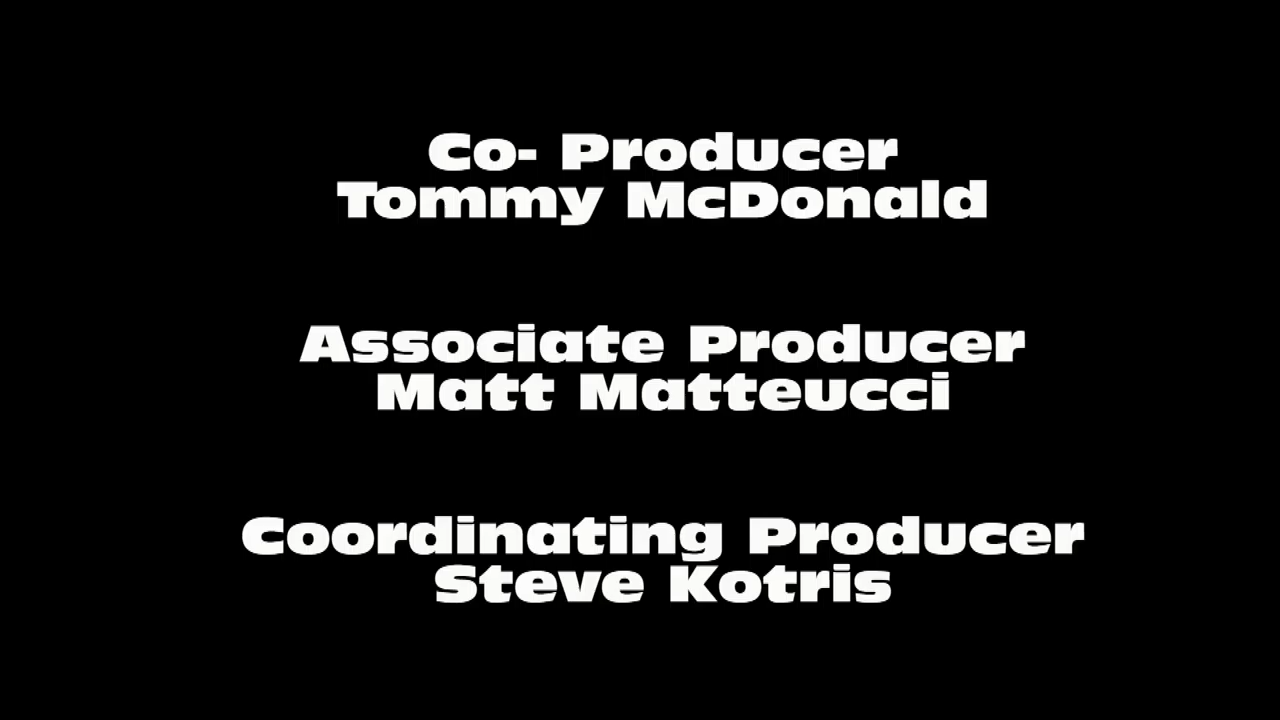 Co- Producer
Tommy McDonald
Associate Producer
Matt Matteucci
Coordinating Producer
Steve Kotris